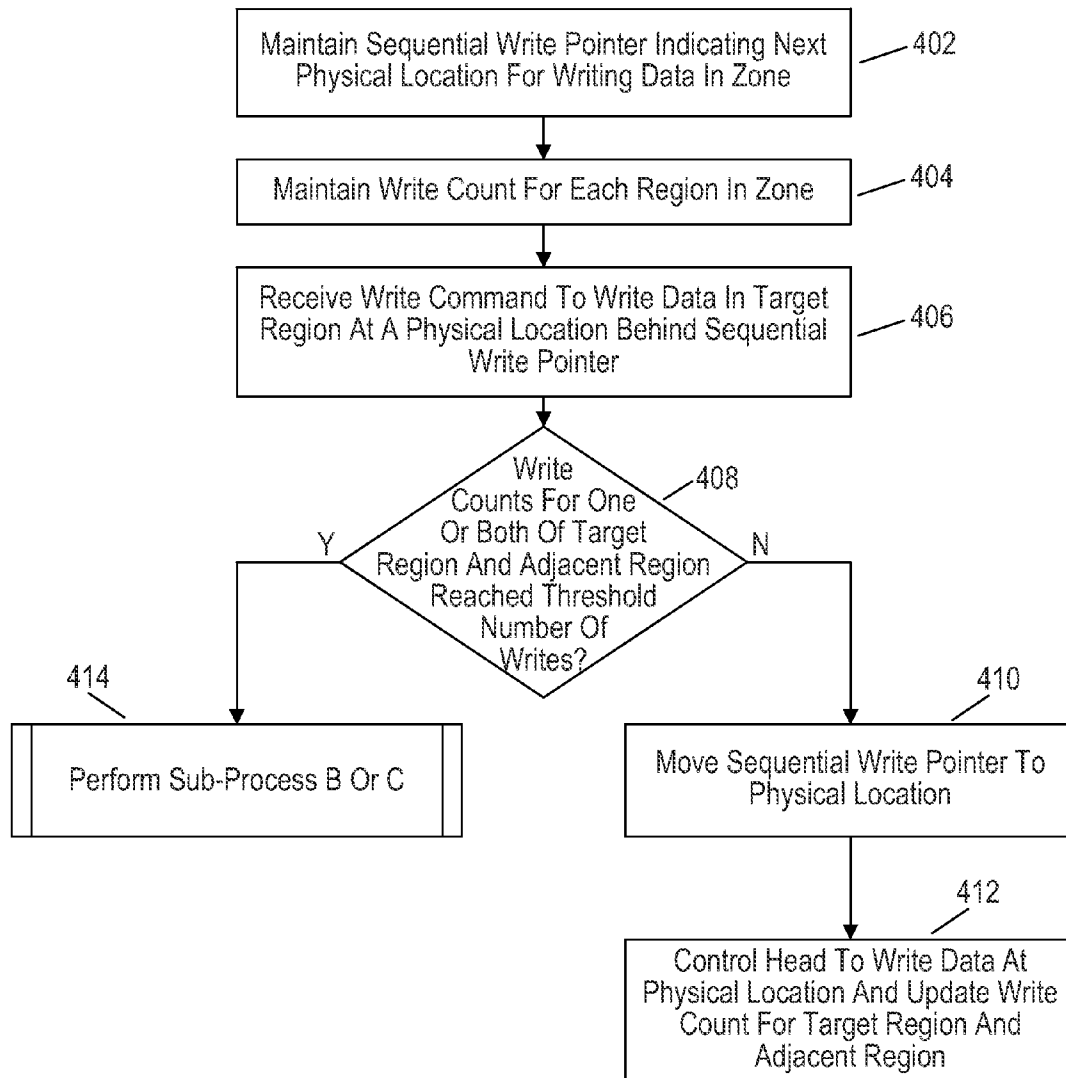 Maintain Sequential Write Pointer Indicating Next
Physical Location For Writing Data In Zone
402
Maintain Write Count For Each Region In Zone
404
Receive Write Command To Write Data In Target
Region At A Physical Location Behind Sequential
Write Pointer
406
Write
Counts For One
Or Both Of Target
Region And Adjacent Region
Reached Threshold
Number Of
Writes?
408
Y
N
414
Perform Sub-Process B Or C
410
Move Sequential Write Pointer To
Physical Location
412
Control Head To Write Data At
Physical Location And Update Write
Count For Target Region And
Adjacent Region